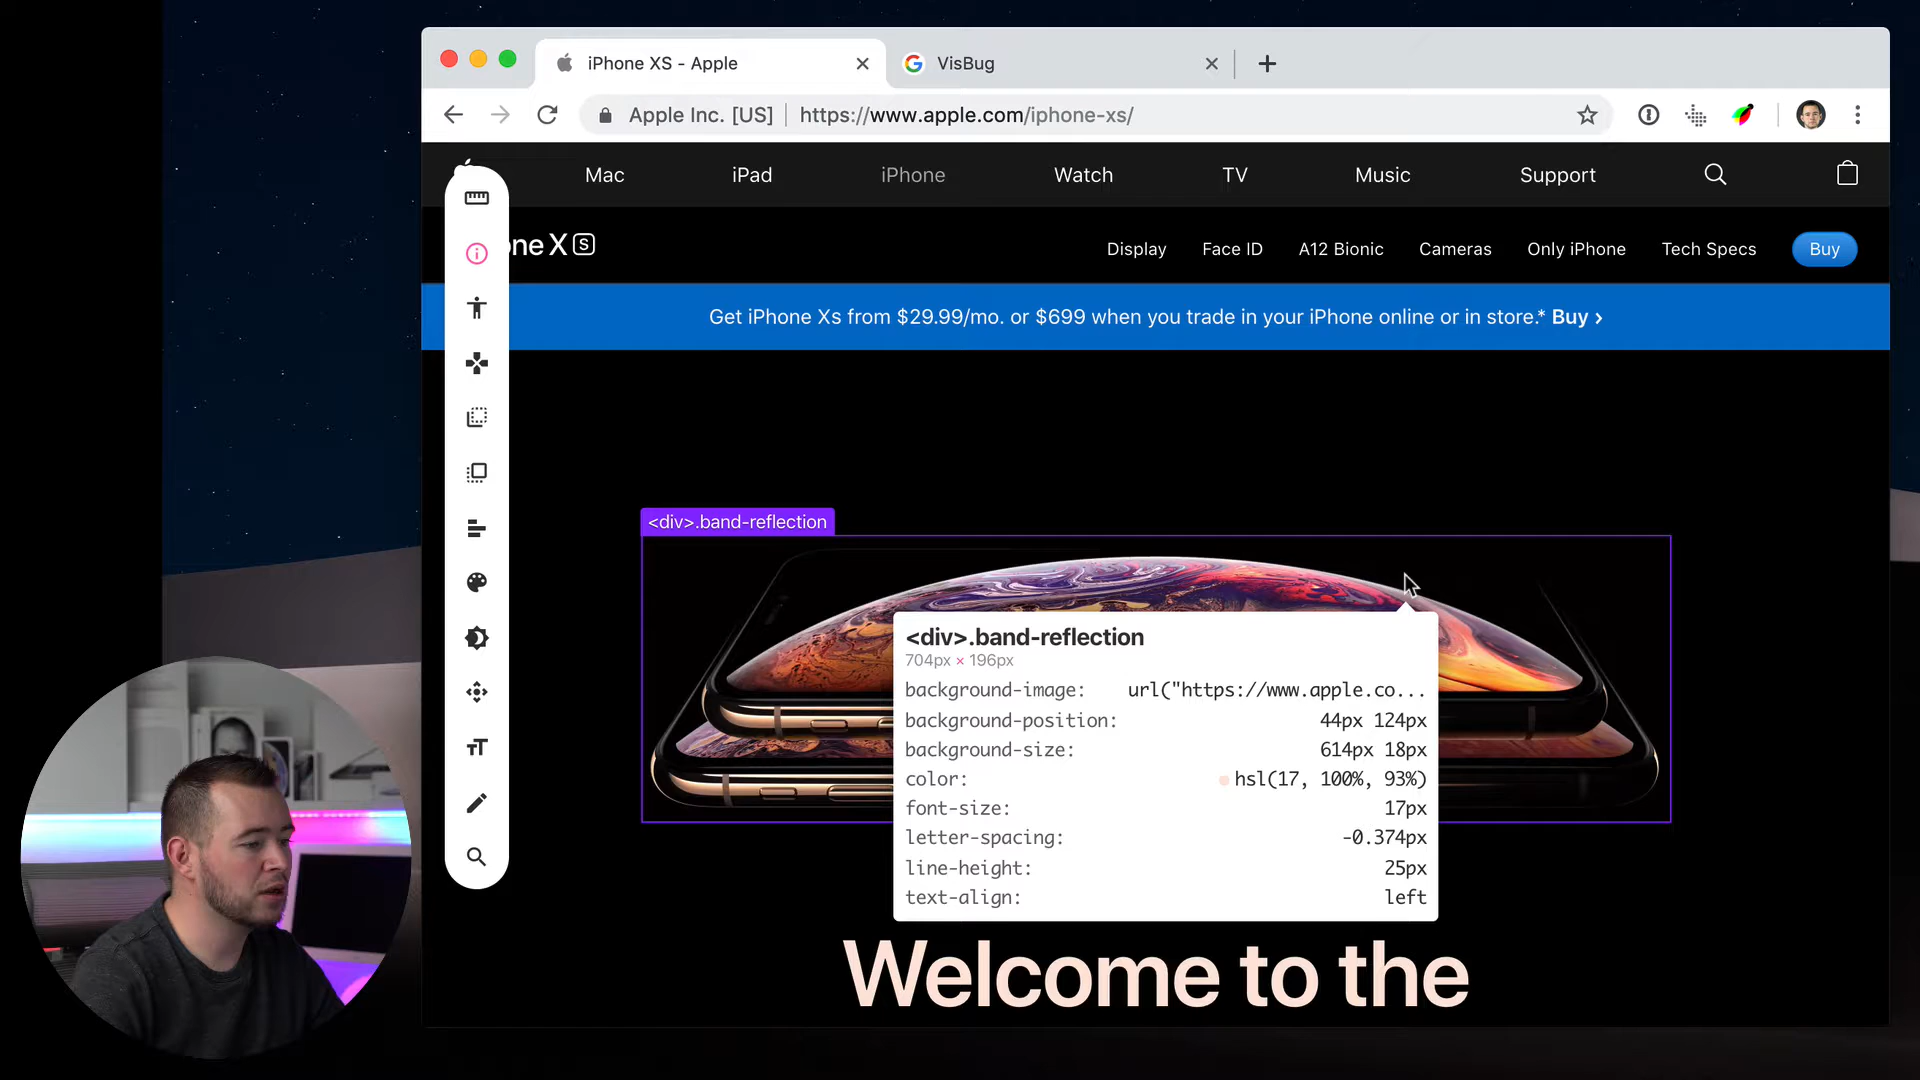 iPhone XS - Apple
VisBug
Apple Inc. [US] https://www.apple.com/iphone-xs/
Mac iPad iPhone Watch TV Music Support
one X S
Display Face ID A12 Bionic Cameras Only iPhone Tech Specs Buy
Get iPhone Xs from $29.99/mo. or $699 when you trade in your iPhone online or in store.* Buy ›
<div>.band-reflection
<div>.band-reflection
704px × 196px
background-image: url("https://www.apple.co...
background-position: 44px 124px
background-size: 614px 18px
color: hsl(17, 100%, 93%)
font-size: 17px
letter-spacing: -0.374px
line-height: 25px
text-align: left
TT
Welcome to the